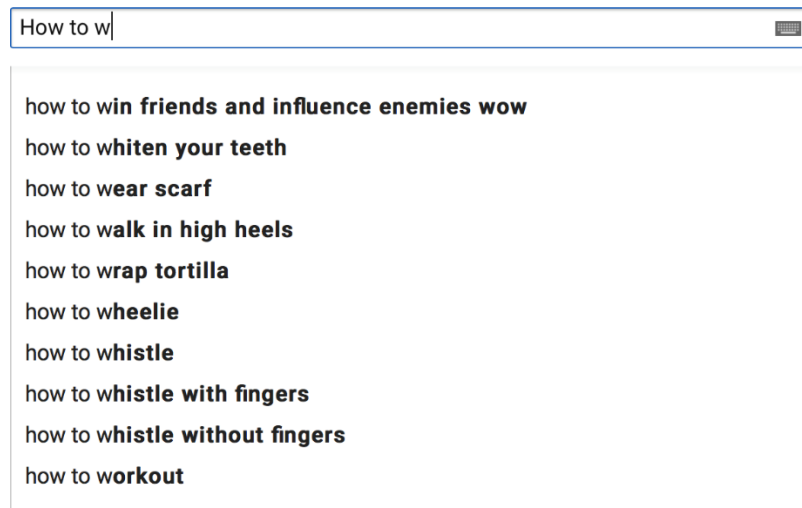 How to w
how to win friends and influence enemies wow
how to whiten your teeth
how to wear scarf
how to walk in high heels
how to wrap tortilla
how to wheelie
how to whistle
how to whistle with fingers
how to whistle without fingers
how to workout